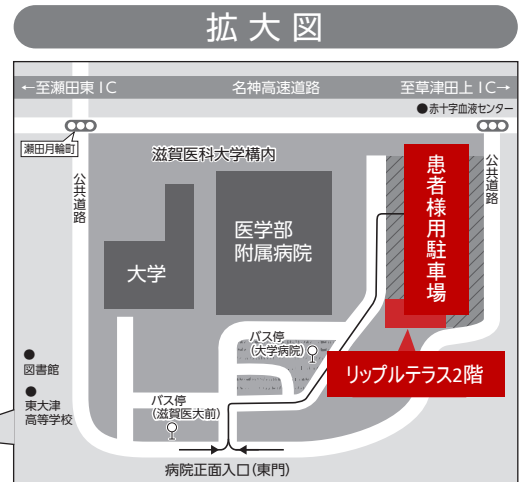 拡大図
←至瀬田東IC
名神高速道路
至草津田上IC→
●赤十字血液センター
瀬田月輪町
滋賀医科大学構内
公共道路
公共道路
患者様用駐車場
医学部
附属病院
大学
バス停
(大学病院)
リップルテラス2階
●
図書館
●
東大津
高等学校
バス停
(滋賀医大前)
病院正面入口(東門)